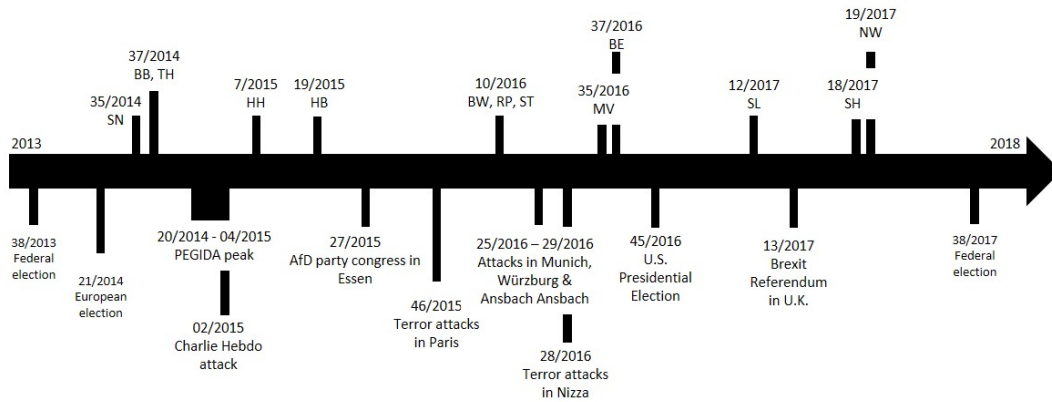 37/2014
BB, TH
35/2014
SN
7/2015
HH
19/2015
HB
10/2016
BW, RP, ST
37/2016
BE
35/2016
MV
12/2017
SL
19/2017
NW
18/2017
SH
2013
2018
38/2013
Federal
election
21/2014
European
election
20/2014 - 04/2015
PEGIDA peak
02/2015
Charlie Hebdo
attack
27/2015
AfD party congress in
Essen
46/2015
Terror attacks
in Paris
25/2016 – 29/2016
Attacks in Munich,
Würzburg &
Ansbach Ansbach
28/2016
Terror attacks
in Nizza
45/2016
U.S.
Presidential
Election
13/2017
Brexit
Referendum
in U.K.
38/2017
Federal
election